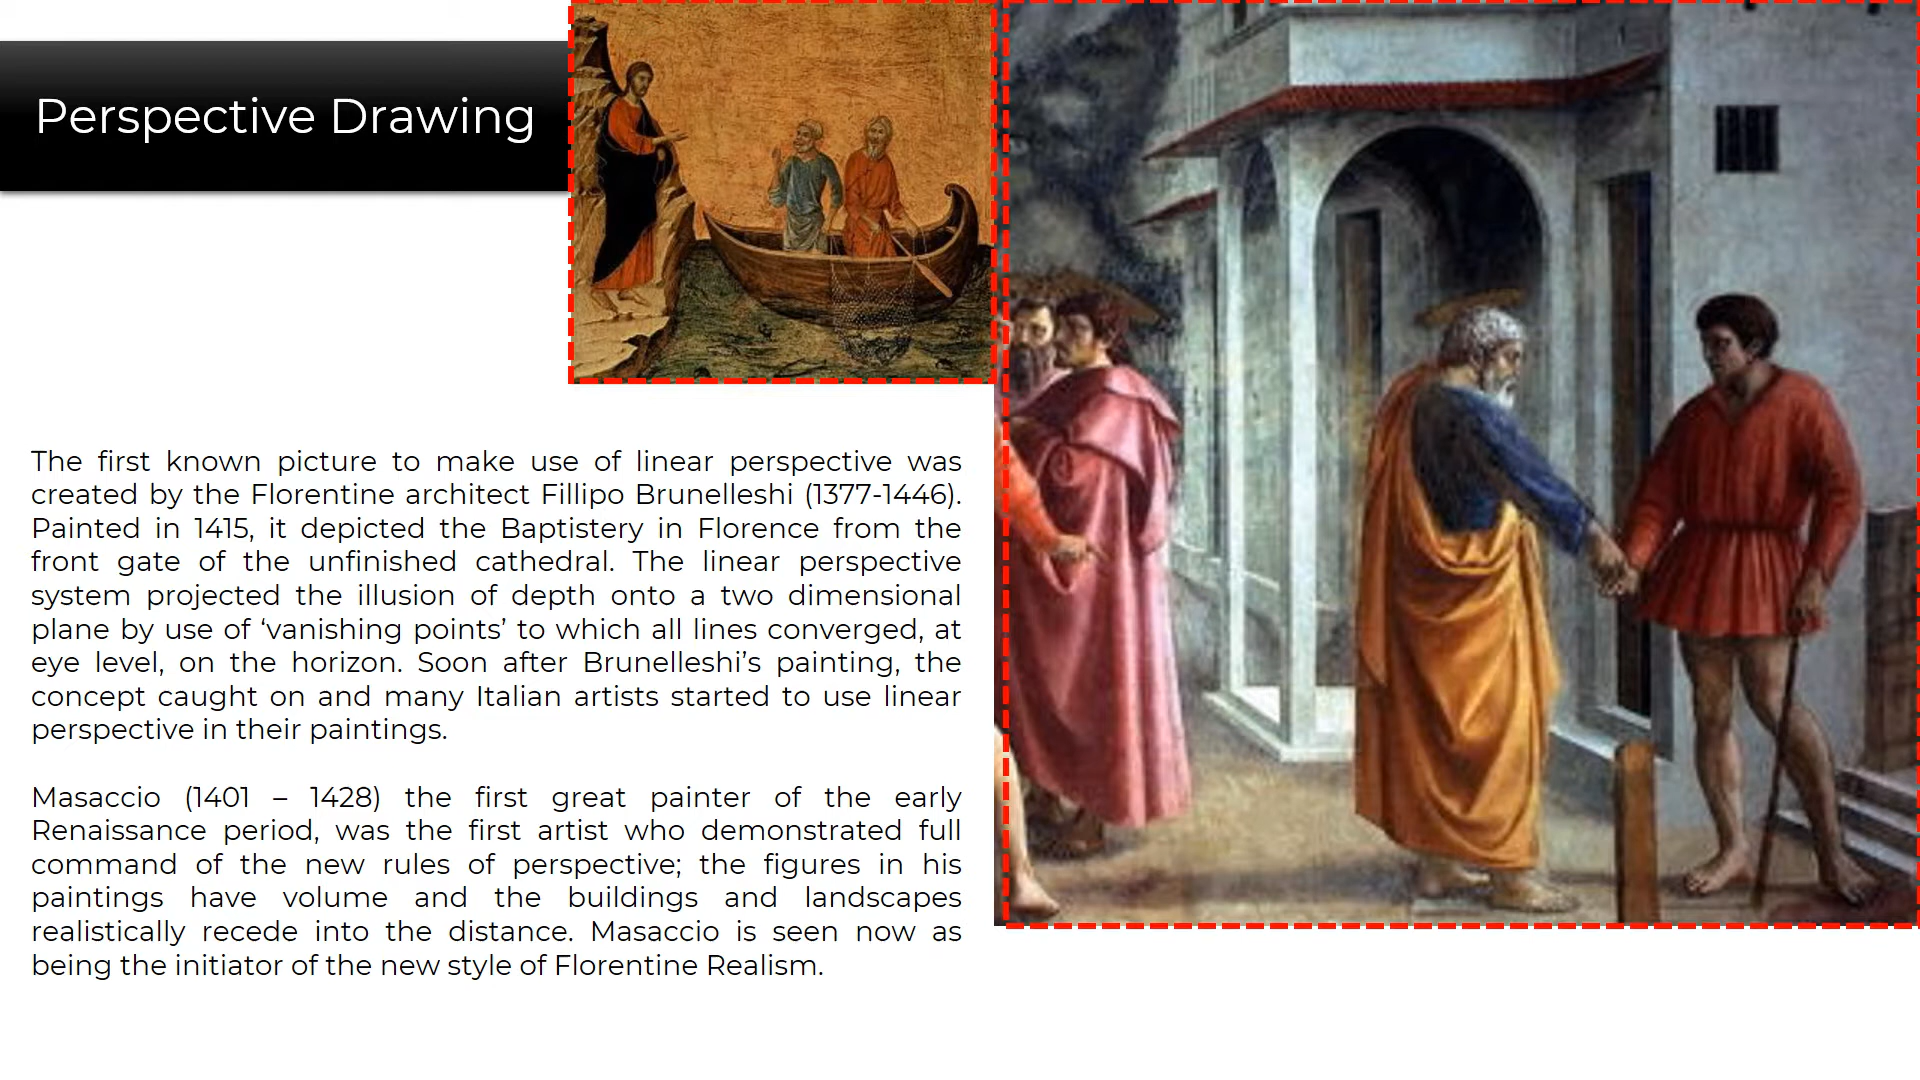 Perspective Drawing
The first known picture to make use of linear perspective was
created by the Florentine architect Fillipo Brunelleshi (1377-1446).
Painted in 1415, it depicted the Baptistery in Florence from the
front gate of the unfinished cathedral. The linear perspective
system projected the illusion of depth onto a two dimensional
plane by use of ‘vanishing points’ to which all lines converged, at
eye level, on the horizon. Soon after Brunelleshi’s painting, the
concept caught on and many Italian artists started to use linear
perspective in their paintings.
Masaccio (1401 – 1428) the first great painter of the early
Renaissance period, was the first artist who demonstrated full
command of the new rules of perspective; the figures in his
paintings have volume and the buildings and landscapes
realistically recede into the distance. Masaccio is seen now as
being the initiator of the new style of Florentine Realism.